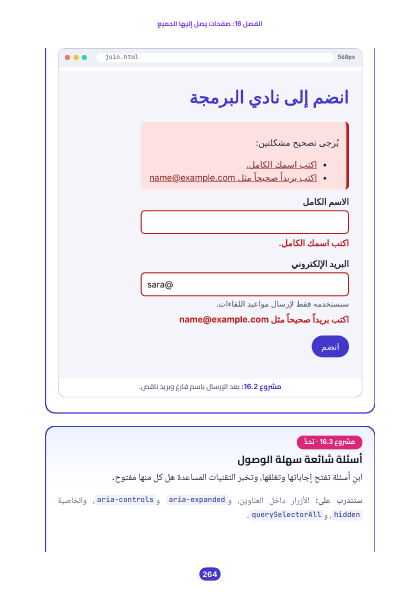 الفصل 16: صفحات يصل إليها الجميع
join.html
560px
انضم إلى نادي البرمجة
يُرجى تصحيح مشكلتين:
• اكتب اسمك الكامل.
• اكتب بريداً صحيحاً مثل name@example.com
الاسم الكامل
اكتب اسمك الكامل.
البريد الإلكتروني
sara@
سنستخدمه فقط لإرسال مواعيد اللقاءات.
اكتب بريداً صحيحاً مثل name@example.com
انضم
مشروع 16.2: بعد الإرسال باسم فارغ وبريد ناقص.
مشروع 16.3 · تحدٍّ
أسئلة شائعة سهلة الوصول
ابنِ أسئلة تفتح إجاباتها وتغلقها، وتخبر التقنيات المساعدة هل كل منها مفتوح.
ستتدرب على: الأزرار داخل العناوين، و aria-expanded و aria-controls، والخاصية
hidden، و querySelectorAll.
264